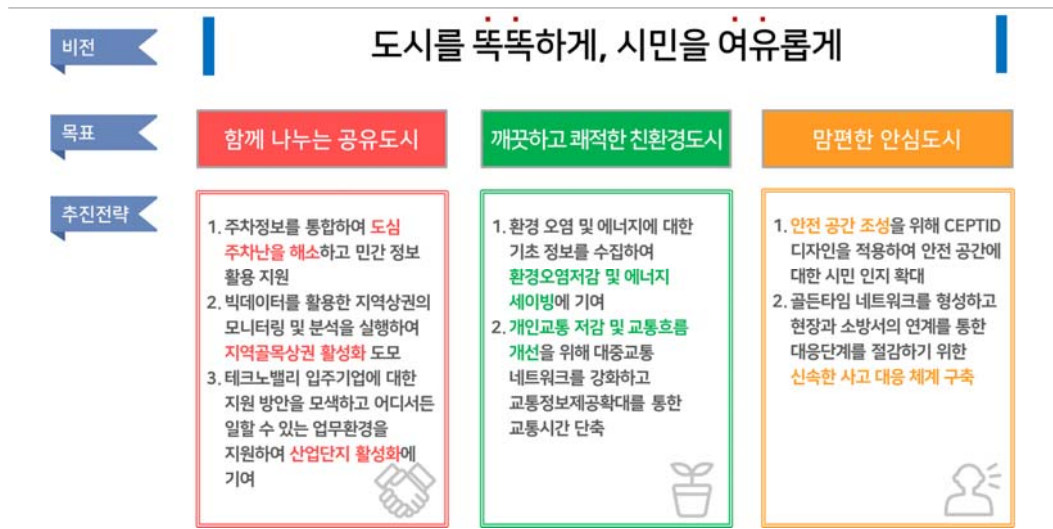 비전
도시를 똑똑하게, 시민을 여유롭게
목표
함께 나누는 공유도시
깨끗하고 쾌적한 친환경도시
맘편한 안심도시
추진전략
1. 주차정보를 통합하여 도심
주차난을 해소하고 민간 정보
활용 지원
2. 빅데이터를 활용한 지역상권의
모니터링 및 분석을 실행하여
지역골목상권 활성화 도모
3. 테크노밸리 입주기업에 대한
지원 방안을 모색하고 어디서든
일할 수 있는 업무환경을
지원하여 산업단지 활성화에
기여
1. 환경 오염 및 에너지에 대한
기초 정보를 수집하여
환경오염저감 및 에너지
세이빙에 기여
2. 개인교통 저감 및 교통흐름
개선을 위해 대중교통
네트워크를 강화하고
교통정보제공확대를 통한
교통시간 단축
1. 안전 공간 조성을 위해 CEPTID
디자인을 적용하여 안전 공간에
대한 시민 인지 확대
2. 골든타임 네트워크를 형성하고
현장과 소방서의 연계를 통한
대응단계를 절감하기 위한
신속한 사고 대응 체계 구축